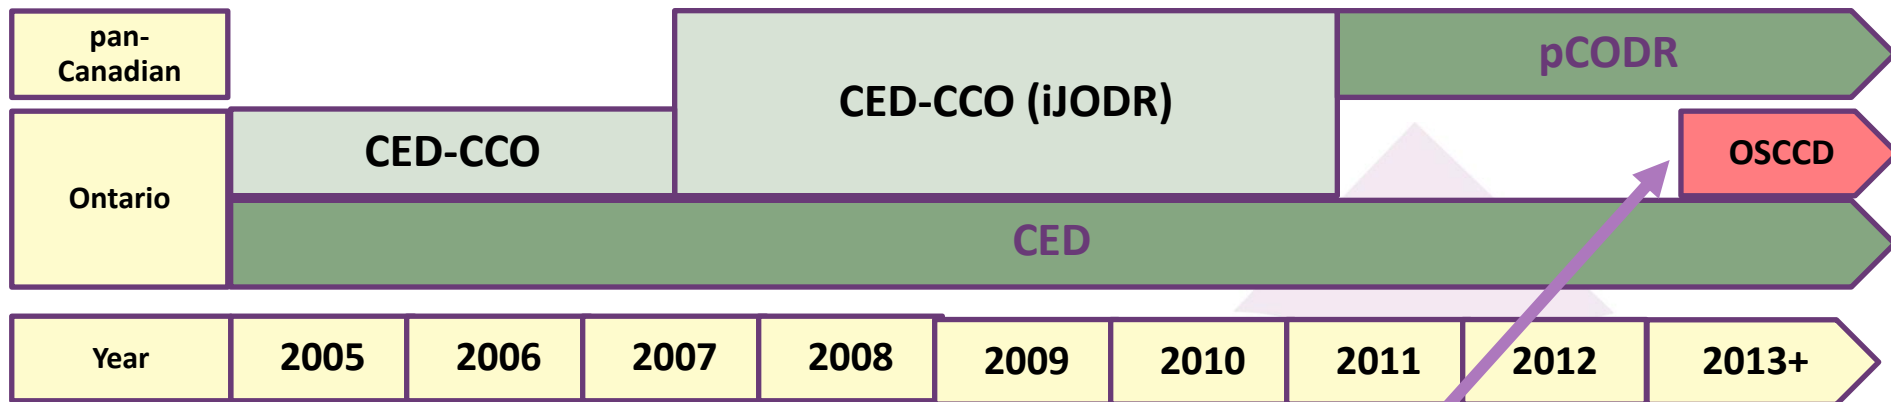 pan-
Canadian
CED-CCO (iJODR)
pCODR
Ontario
CED-CCO
OSCCD
CED
Year
2005
2006
2007
2008
2009
2010
2011
2012
2013+